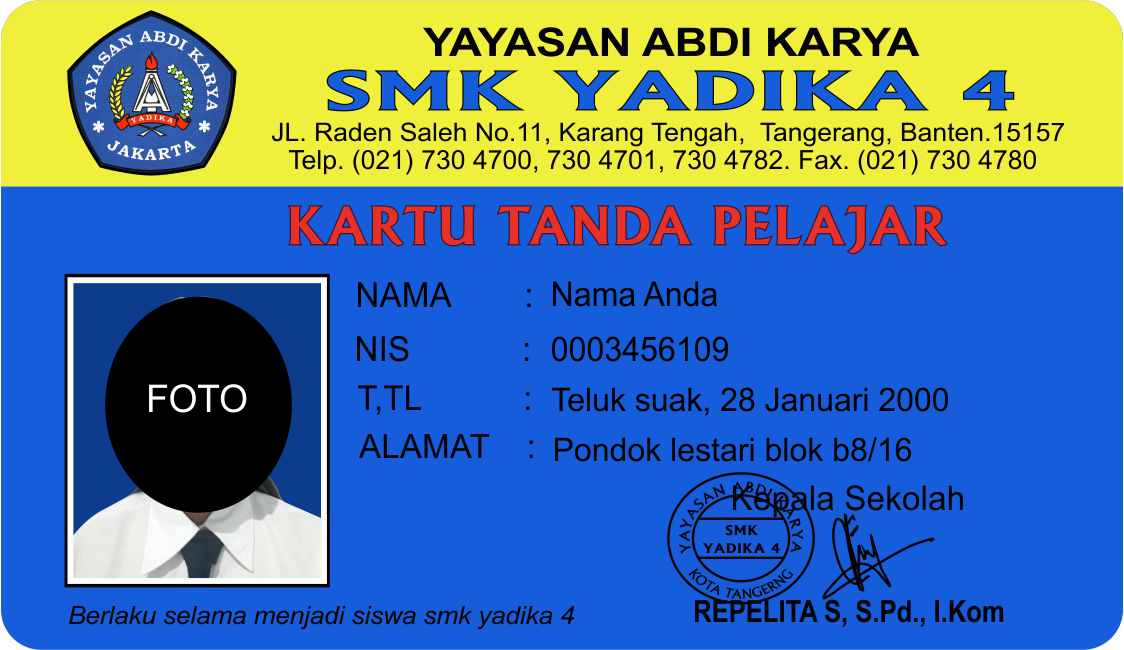 YAYASAN ABDI KARYA
YADIKA
JAKARTA
YAYASAN ABDI KARYA
SMK YADIKA 4
JL. Raden Saleh No.11, Karang Tengah, Tangerang, Banten.15157
Telp. (021) 730 4700, 730 4701, 730 4782. Fax. (021) 730 4780
KARTU TANDA PELAJAR
FOTO
NAMA : Nama Anda
NIS : 0003456109
T,TL : Teluk suak, 28 Januari 2000
ALAMAT : Pondok lestari blok b8/16
Kepala Sekolah
YAYASAN ABDI KARYA
SMK
YADIKA 4
KOTA TANGERNG
REPELITA S, S.Pd., I.Kom
Berlaku selama menjadi siswa smk yadika 4